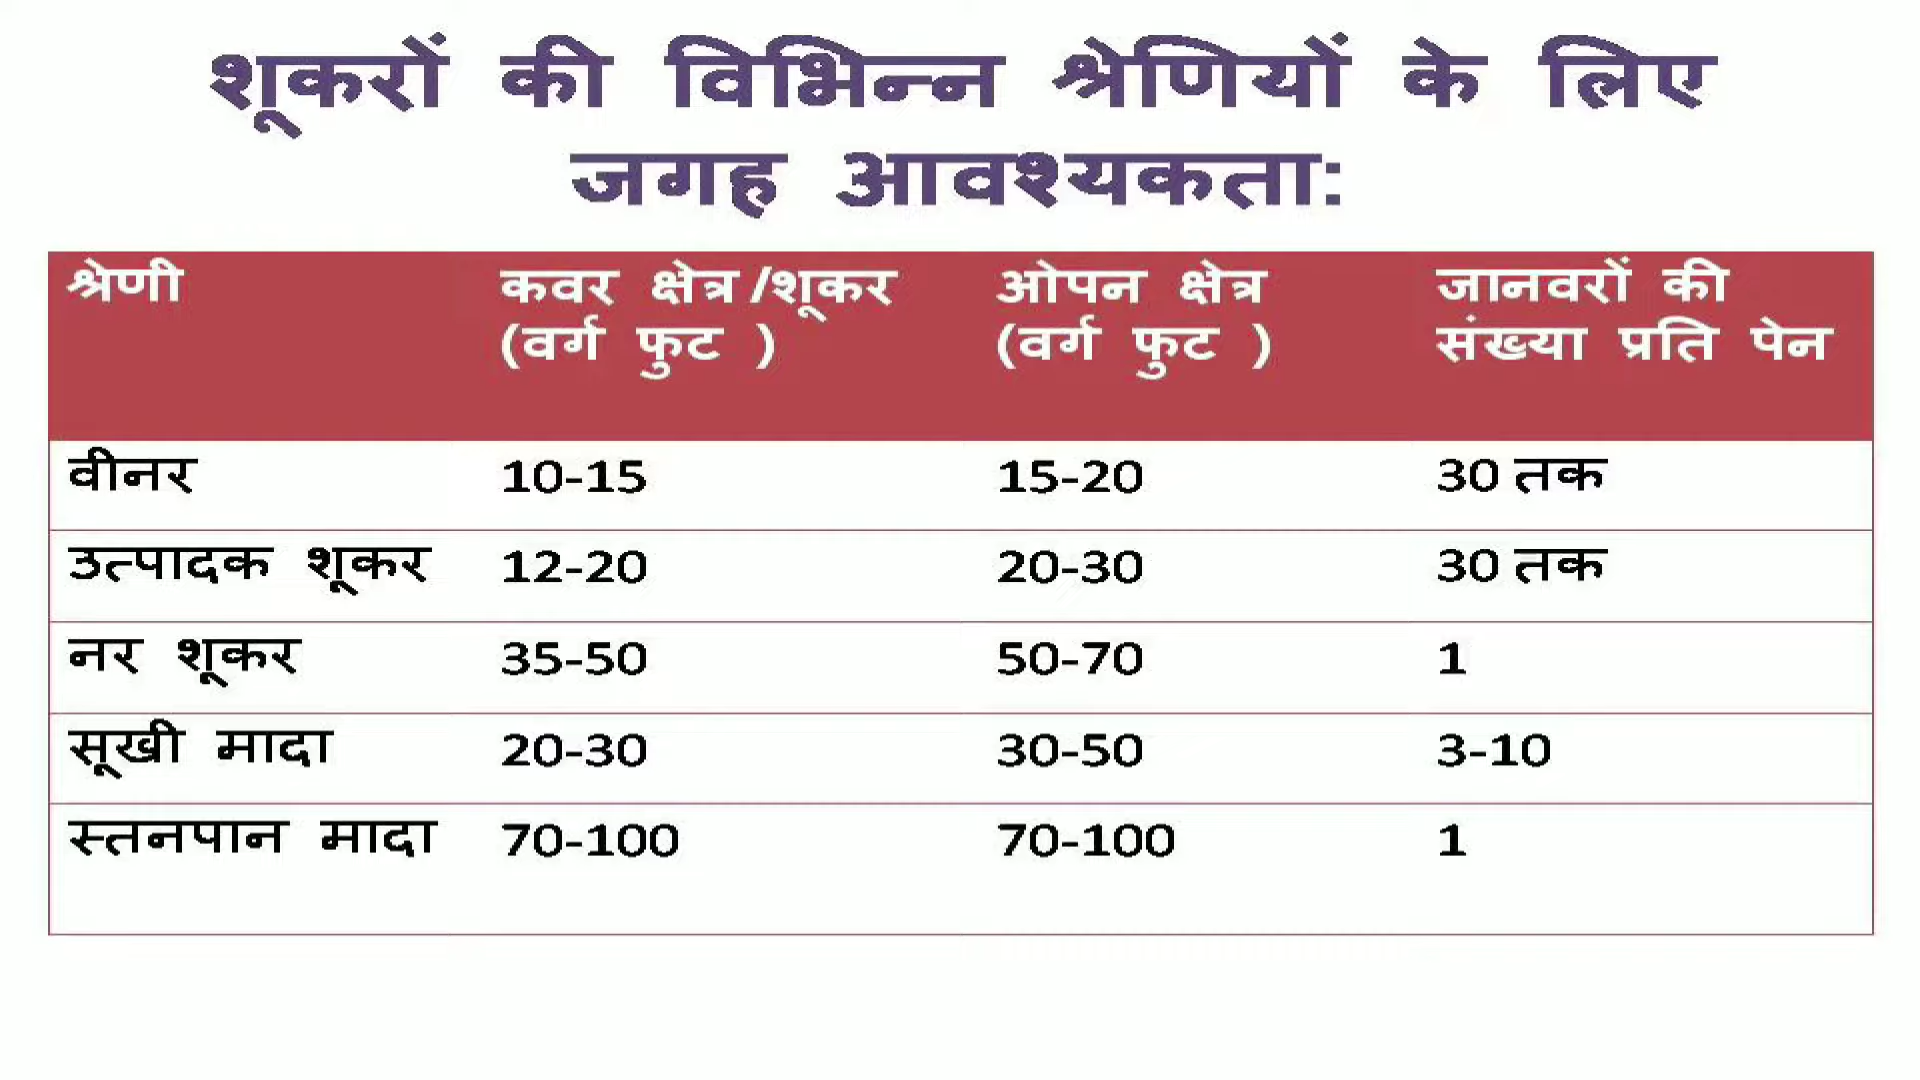 शूकरों की विभिन्न श्रेणियों के लिए
जगह आवश्यकता:
श्रेणी कवर क्षेत्र /शूकर (वर्ग फुट ) ओपन क्षेत्र (वर्ग फुट ) जानवरों की संख्या प्रति पेन
वीनर 10-15 15-20 30 तक
उत्पादक शूकर 12-20 20-30 30 तक
नर शूकर 35-50 50-70 1
सूखी मादा 20-30 30-50 3-10
स्तनपान मादा 70-100 70-100 1